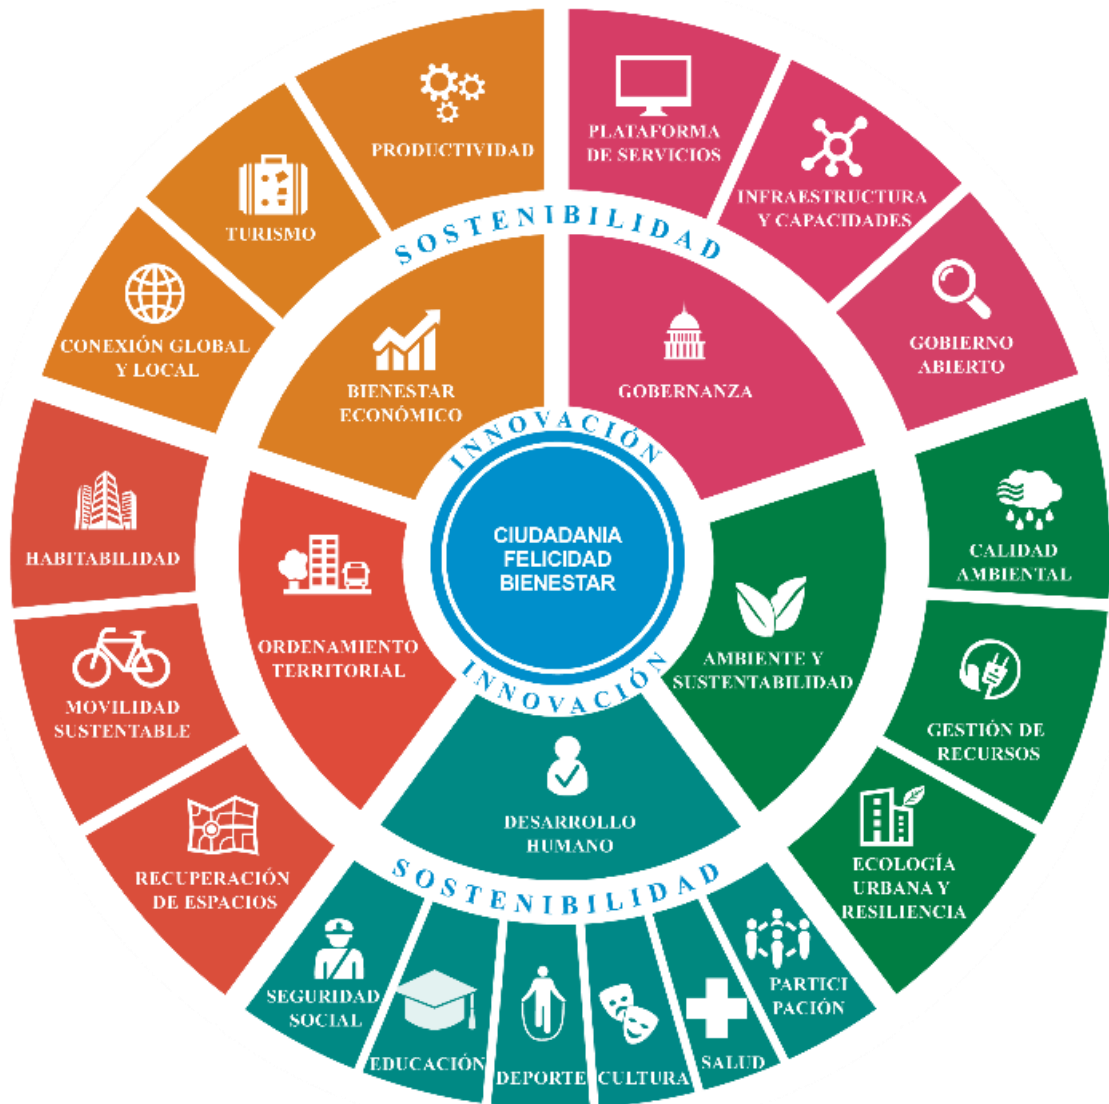 PRODUCTIVIDAD
PLATAFORMA
DE SERVICIOS
INFRAESTRUCTURA
Y CAPACIDADES
TURISMO
SOSTENIBILIDAD
CONEXIÓN GLOBAL
Y LOCAL
GOBIERNO
ABIERTO
BIENESTAR
ECONÓMICO
GOBERNANZA
INNOVACIÓN
CIUDADANIA
FELICIDAD
BIENESTAR
HABITABILIDAD
CALIDAD
AMBIENTAL
ORDENAMIENTO
TERRITORIAL
AMBIENTE Y
SUSTENTABILIDAD
INNOVACIÓN
MOVILIDAD
SUSTENTABLE
GESTIÓN DE
RECURSOS
DESARROLLO
HUMANO
RECUPERACIÓN
DE ESPACIOS
ECOLOGÍA
URBANA Y
RESILIENCIA
SOSTENIBILIDAD
SEGURIDAD
SOCIAL
EDUCACIÓN
DEPORTE
CULTURA
SALUD
PARTICI
PACIÓN